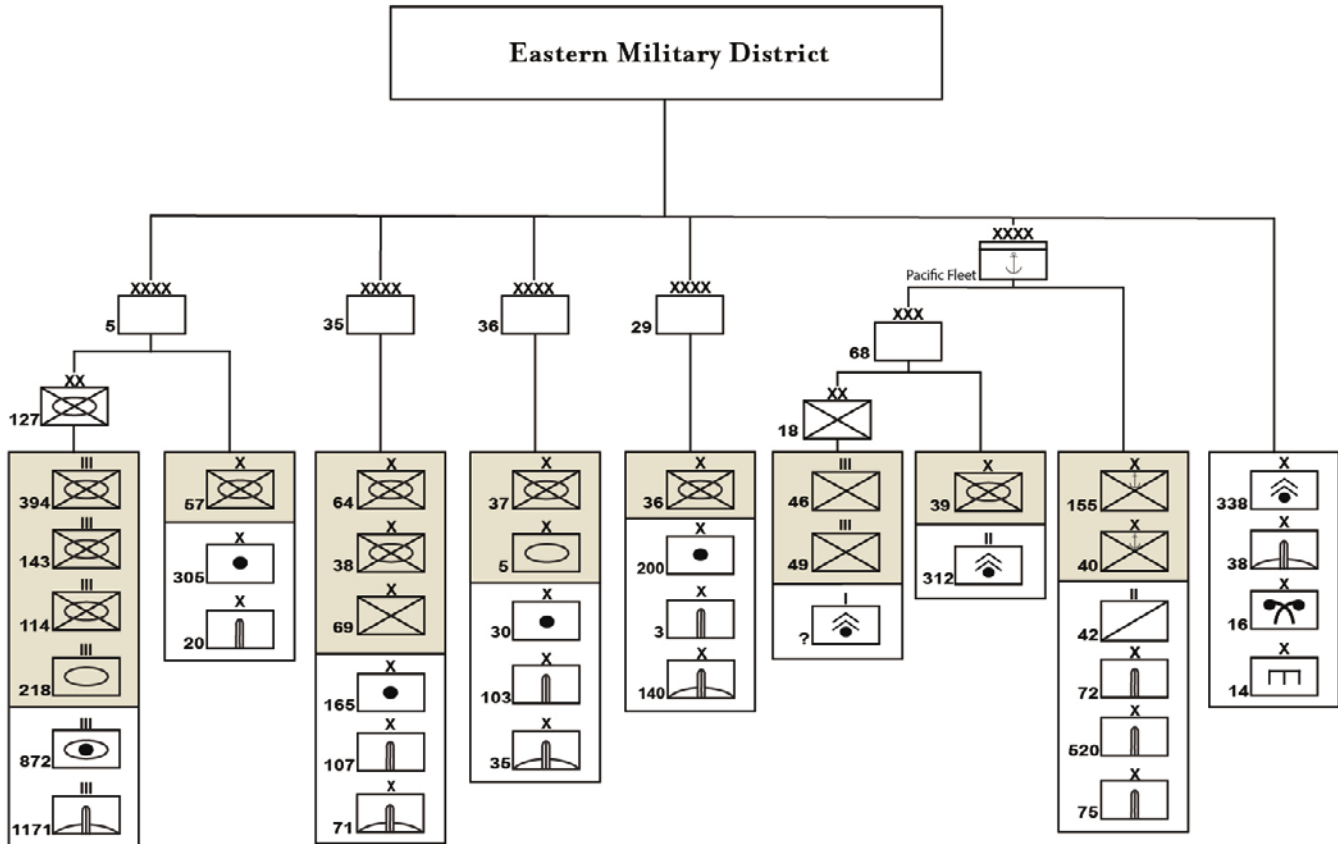 Eastern Military District
XXXX
Pacific Fleet
XXXX
5
XXXX
35
XXXX
36
XXXX
29
XXX
68
XX
127
XX
18
III
394
III
143
III
114
III
218
III
872
III
1171
X
57
X
305
X
20
X
64
X
38
X
69
X
165
X
107
X
71
X
37
X
5
X
30
X
103
X
35
X
36
X
200
X
3
X
140
III
46
III
49
I
?
X
39
II
312
X
155
X
40
II
42
X
72
X
520
X
75
X
338
X
38
X
16
X
14